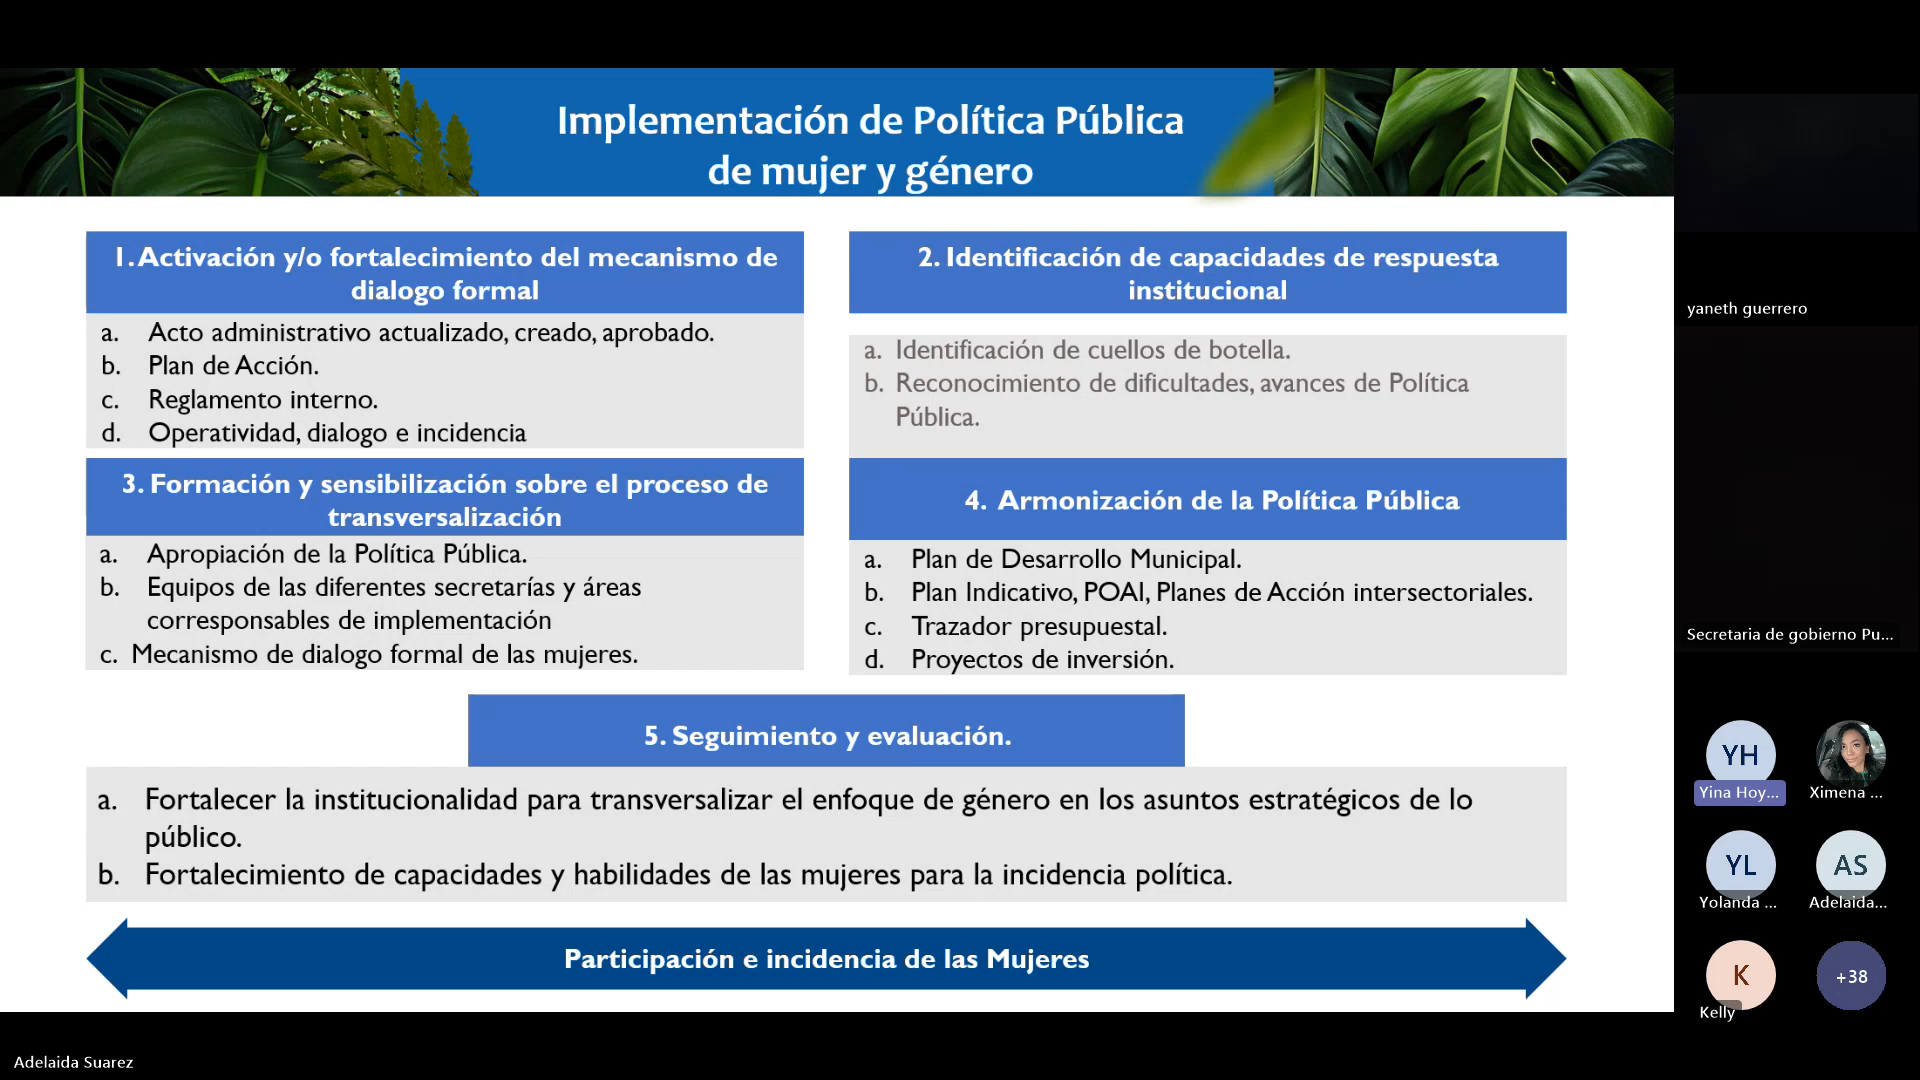 Implementación de Política Pública
de mujer y género
1. Activación y/o fortalecimiento del mecanismo de
dialogo formal
a. Acto administrativo actualizado, creado, aprobado.
b. Plan de Acción.
c. Reglamento interno.
d. Operatividad, dialogo e incidencia
2. Identificación de capacidades de respuesta
institucional
a. Identificación de cuellos de botella.
b. Reconocimiento de dificultades, avances de Política
Pública.
3. Formación y sensibilización sobre el proceso de
transversalización
a. Apropiación de la Política Pública.
b. Equipos de las diferentes secretarías y áreas
corresponsables de implementación
c. Mecanismo de dialogo formal de las mujeres.
4. Armonización de la Política Pública
a. Plan de Desarrollo Municipal.
b. Plan Indicativo, POAI, Planes de Acción intersectoriales.
c. Trazador presupuestal.
d. Proyectos de inversión.
5. Seguimiento y evaluación.
a. Fortalecer la institucionalidad para transversalizar el enfoque de género en los asuntos estratégicos de lo
público.
b. Fortalecimiento de capacidades y habilidades de las mujeres para la incidencia política.
Participación e incidencia de las Mujeres
yaneth guerrero
Secretaria de gobierno Pu...
YH
Yina Hoy...
Ximena ...
YL
Yolanda ...
AS
Adelaida...
K
Kelly
+38
Adelaida Suarez